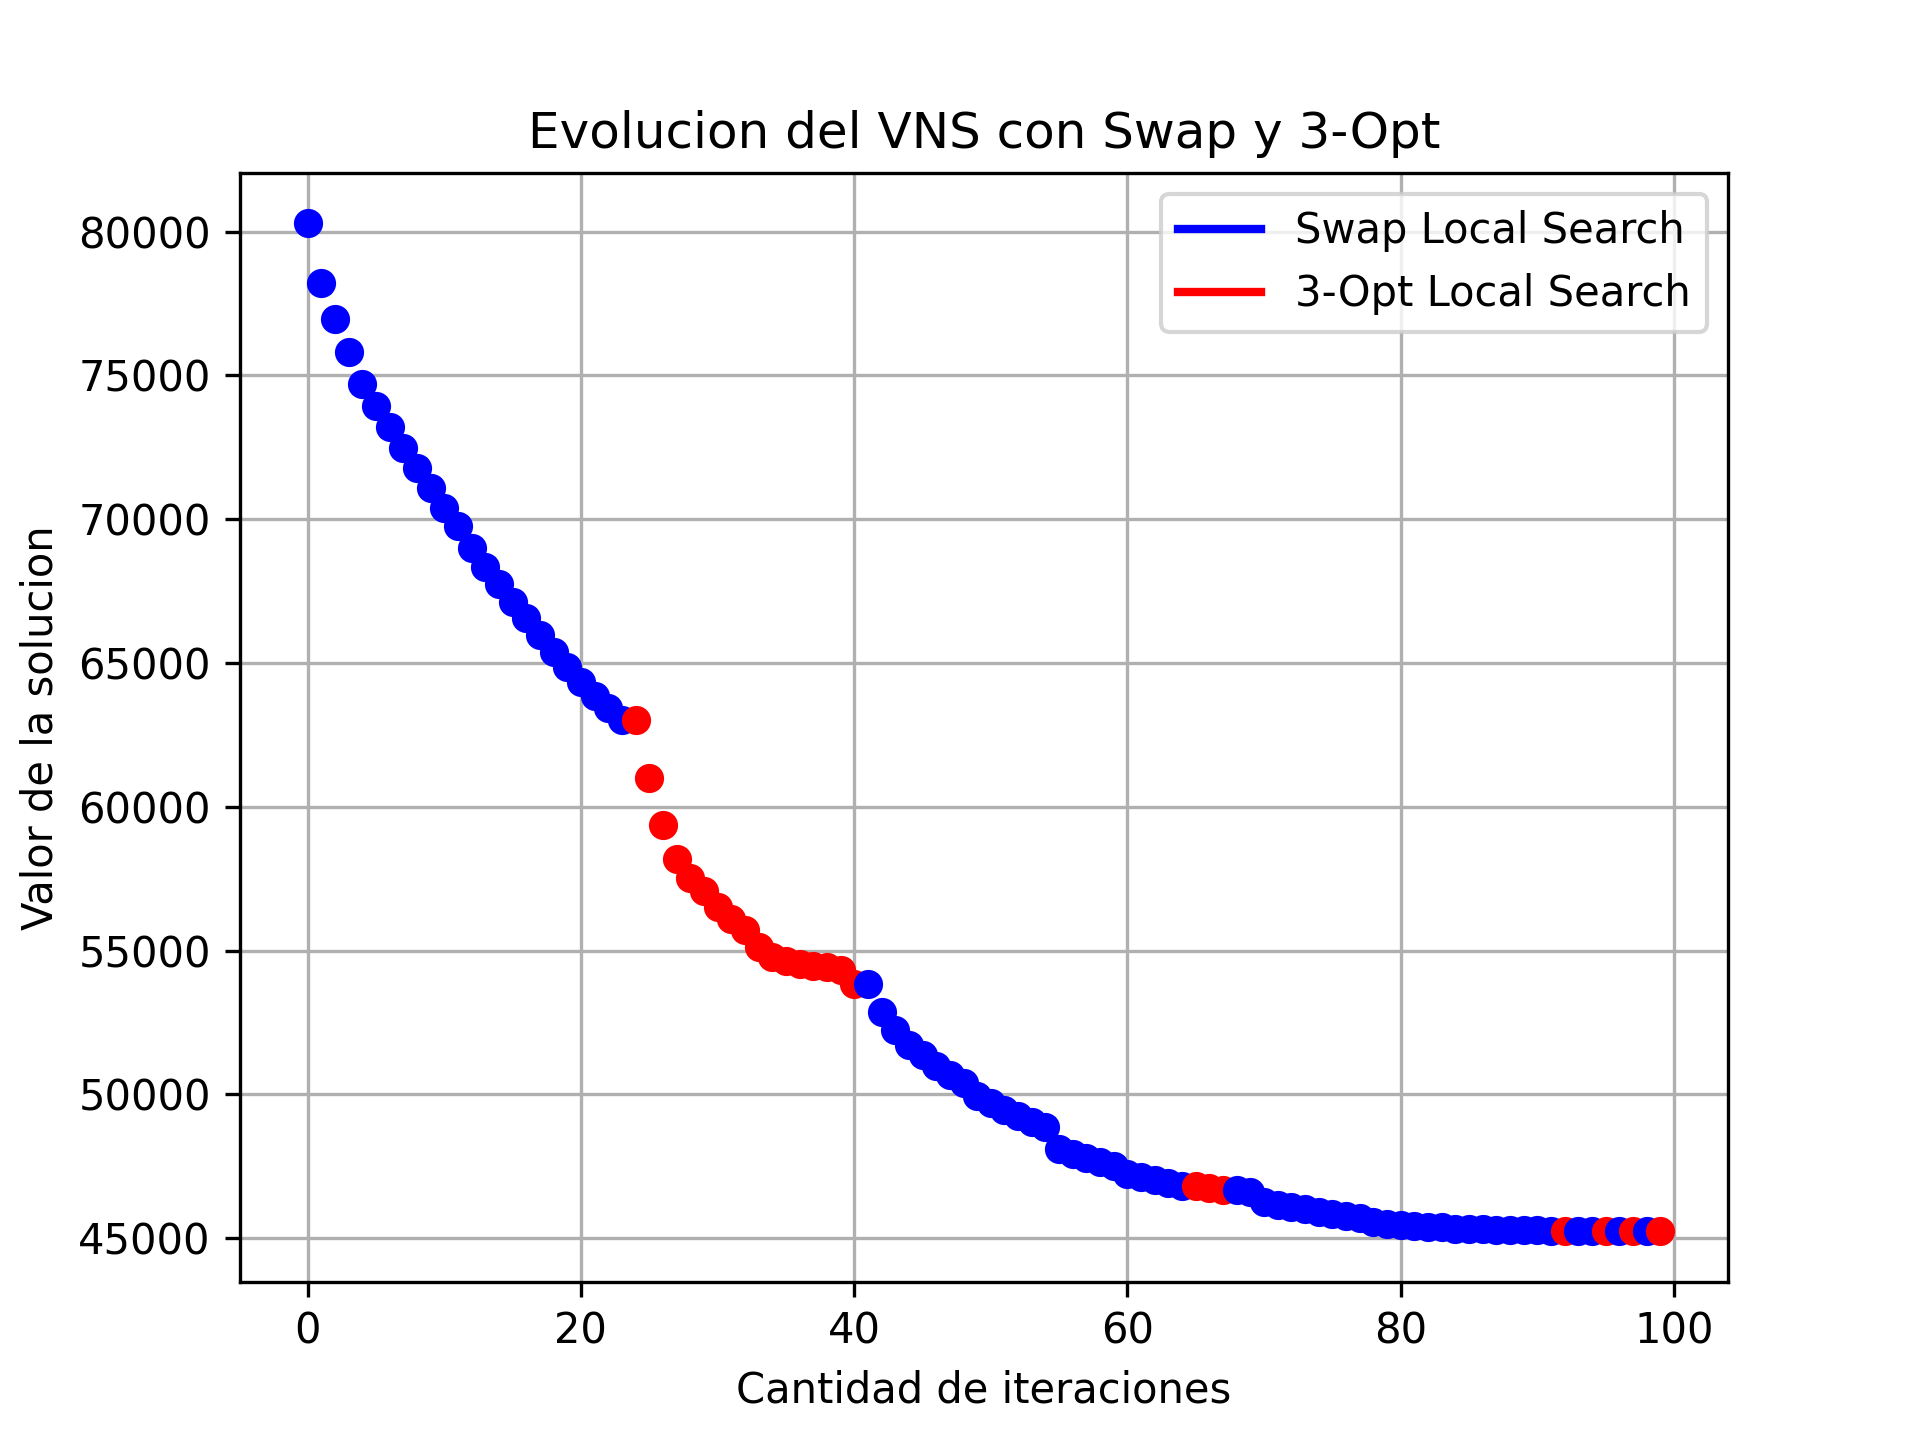 Evolucion del VNS con Swap y 3-Opt
Swap Local Search
3-Opt Local Search
Valor de la solucion
80000
75000
70000
65000
60000
55000
50000
45000
0 20 40 60 80 100
Cantidad de iteraciones